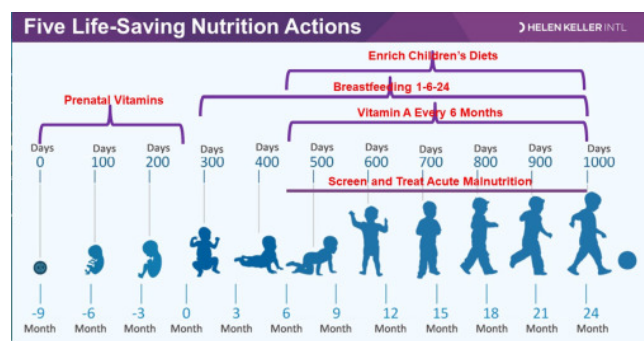 Five Life-Saving Nutrition Actions
HELEN KELLER INTL
Enrich Children's Diets
Breastfeeding 1-6-24
Prenatal Vitamins
Vitamin A Every 6 Months
Days Days Days Days Days Days Days Days Days Days Days
0 100 200 300 400 500 600 700 800 900 1000
Screen and Treat Acute Malnutrition
-9 -6 -3 0 3 6 9 12 15 18 21 24
Month Month Month Month Month Month Month Month Month Month Month Month